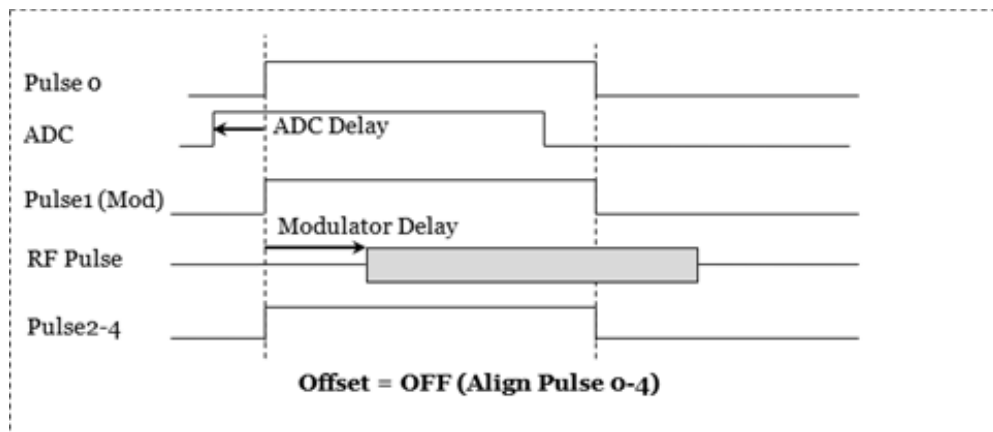 Pulse 0
ADC
ADC Delay
Pulse1 (Mod)
Modulator Delay
RF Pulse
Pulse2-4
Offset = OFF (Align Pulse 0-4)